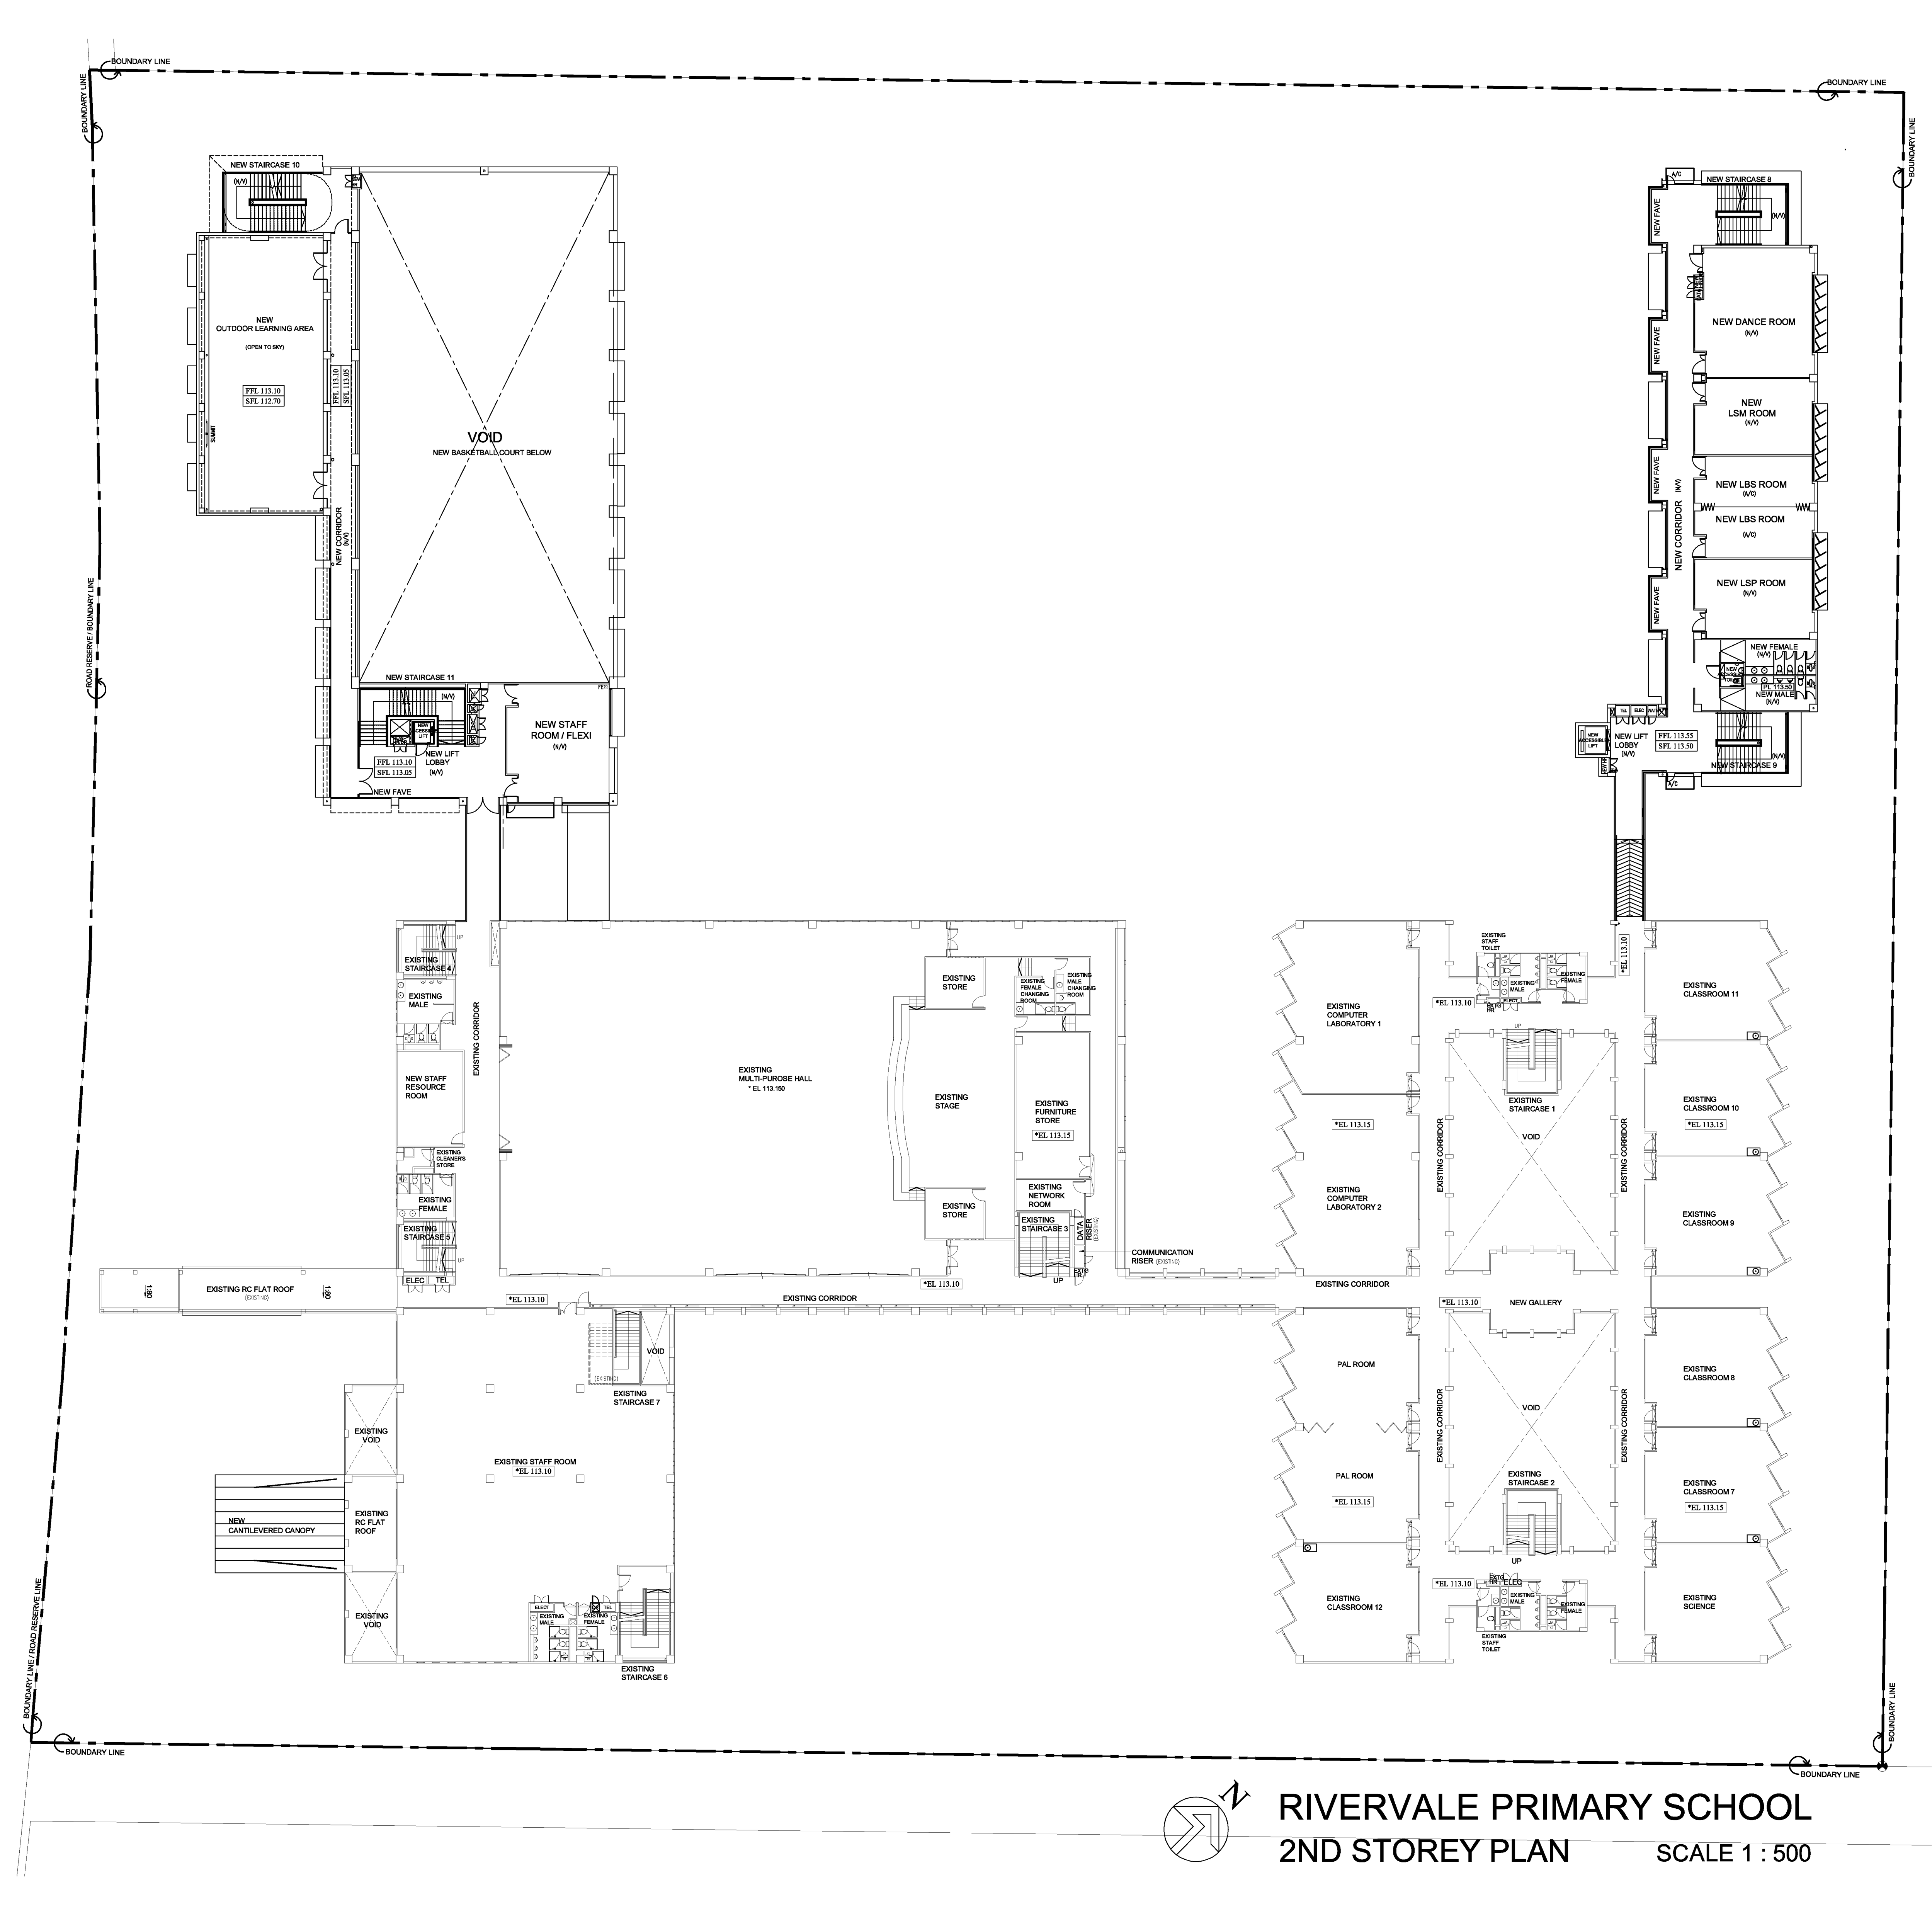 BOUNDARY LINE
BOUNDARY LINE
BOUNDARY LINE
BOUNDARY LINE
NEW STAIRCASE 10
(N/V)
NEW
OUTDOOR LEARNING AREA
(OPEN TO SKY)
FFL 113.10
SFL 112.70
SUMMIT
FFL 113.10
SFL 113.05
NEW CORRIDOR
(N/V)
VOID
NEW BASKETBALL COURT BELOW
NEW STAIRCASE 11
(N/V)
NEW LIFT
LOBBY
(N/V)
FFL 113.10
SFL 113.05
NEW FAVE
NEW STAFF
ROOM / FLEXI
(N/V)
A/C
NEW STAIRCASE 8
(N/V)
NEW FAVE
NEW FAVE
NEW FAVE
NEW FAVE
NEW CORRIDOR
(N/V)
NEW DANCE ROOM
(N/V)
NEW
LSM ROOM
(N/V)
NEW LBS ROOM
(A/C)
NEW LBS ROOM
(A/C)
NEW LSP ROOM
(N/V)
NEW FEMALE
(N/V)
FL 113.50
NEW MALE
(N/V)
TEL
ELEC
NEW
ACCESSIBLE
LIFT
NEW LIFT
LOBBY
(N/V)
FFL 113.55
SFL 113.50
(N/V)
NEW STAIRCASE 9
A/C
ROAD RESERVE / BOUNDARY LINE
UP
EXISTING
STAIRCASE 4
EXISTING
MALE
NEW STAFF
RESOURCE
ROOM
EXISTING
CLEANER'S
STORE
EXISTING
FEMALE
EXISTING
STAIRCASE 5
UP
ELEC
TEL
EXISTING CORRIDOR
EXISTING
MULTI-PUROSE HALL
* EL 113.150
EXISTING
STORE
EXISTING
STAGE
EXISTING
STORE
EXISTING
FEMALE
CHANGING
ROOM
EXISTING
MALE
CHANGING
ROOM
EXISTING
FURNITURE
STORE
*EL 113.15
EXISTING
NETWORK
ROOM
EXISTING
STAIRCASE 3
DATA
RISER
(EXISTING)
COMMUNICATION
RISER (EXISTING)
EXTG
HR
UP
*EL 113.10
EXISTING
COMPUTER
LABORATORY 1
*EL 113.15
EXISTING
COMPUTER
LABORATORY 2
EXISTING
STAFF
TOILET
EXISTING
MALE
EXISTING
FEMALE
ELECT
EXTG
HR
*EL 113.10
*EL 113.10
UP
EXISTING
STAIRCASE 1
VOID
EXISTING CORRIDOR
EXISTING CORRIDOR
EXISTING
CLASSROOM 11
EXISTING
CLASSROOM 10
*EL 113.15
EXISTING
CLASSROOM 9
1:80
EXISTING RC FLAT ROOF
(EXISTING)
1:80
*EL 113.10
EXISTING CORRIDOR
EXISTING CORRIDOR
*EL 113.10
NEW GALLERY
VOID
(EXISTING)
EXISTING
STAIRCASE 7
EXISTING
VOID
EXISTING STAFF ROOM
*EL 113.10
NEW
CANTILEVERED CANOPY
EXISTING
RC FLAT
ROOF
EXISTING
VOID
ELECT
TEL
EXISTING
MALE
EXISTING
FEMALE
EXISTING
STAIRCASE 6
PAL ROOM
PAL ROOM
*EL 113.15
EXISTING
CLASSROOM 12
EXISTING CORRIDOR
VOID
EXISTING
STAIRCASE 2
UP
EXISTING CORRIDOR
*EL 113.10
EXTG
HR
ELEC
EXISTING
MALE
EXISTING
FEMALE
EXISTING
STAFF
TOILET
EXISTING
CLASSROOM 8
EXISTING
CLASSROOM 7
*EL 113.15
EXISTING
SCIENCE
BOUNDARY LINE / ROAD RESERVE LINE
BOUNDARY LINE
BOUNDARY LINE
BOUNDARY LINE
N
RIVERVALE PRIMARY SCHOOL
2ND STOREY PLAN
SCALE 1 : 500